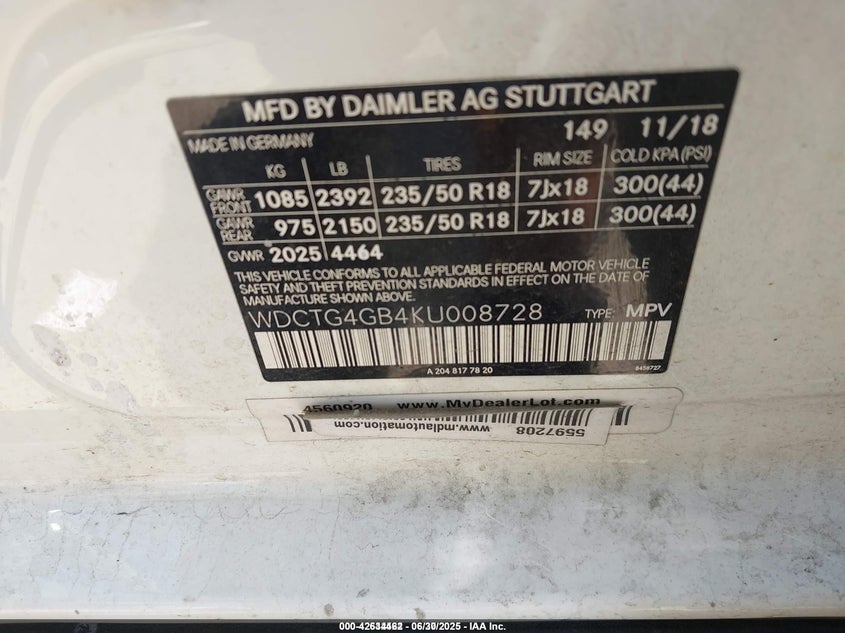 MFD BY DAIMLER AG STUTTGART
MADE IN GERMANY 149 11/18
KG LB TIRES RIM SIZE COLD KPA (PSI)
GAWR FRONT 1085 2392 235/50 R18 7Jx18 300(44)
GAWR REAR 975 2150 235/50 R18 7Jx18 300(44)
GVWR 2025 4464
THIS VEHICLE CONFORMS TO ALL APPLICABLE FEDERAL MOTOR VEHICLE
SAFETY AND THEFT PREVENTION STANDARDS IN EFFECT ON THE DATE OF
MANUFACTURE SHOWN ABOVE.
WDCTG4GB4KU008728 TYPE: MPV
A 204 817 78 20
4560920 www.MyDealerLot.com
www.mdlautomation.com 5597208
06/30/2025 - IAA Inc.